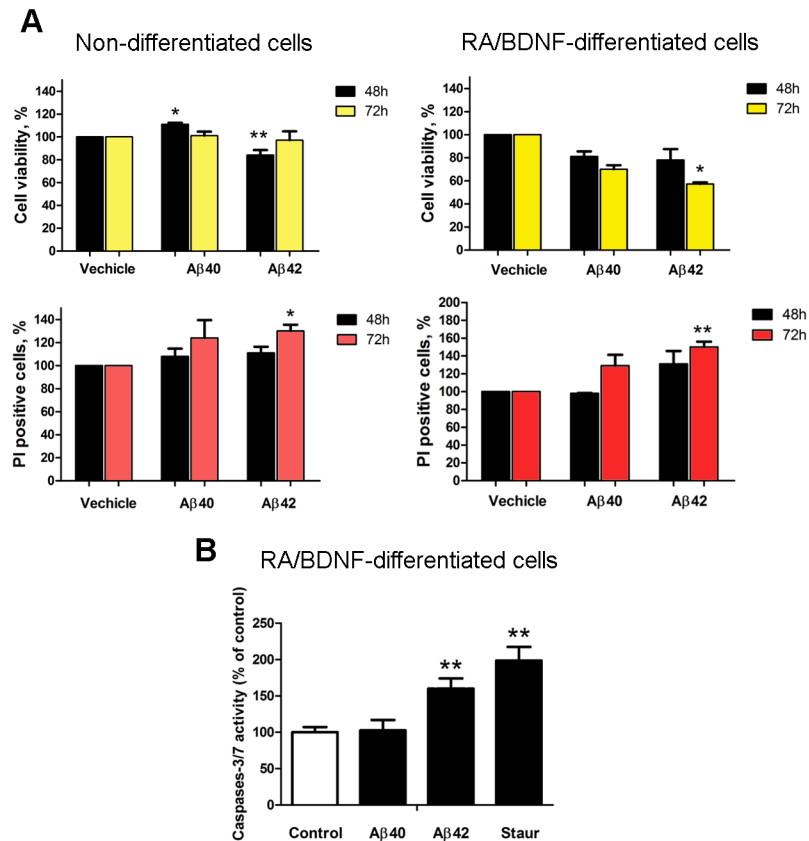 A
Non-differentiated cells
RA/BDNF-differentiated cells
Cell viability, %
140
120
100
80
60
40
20
0
*
**
48h
72h
Vechicle
Aβ40
Aβ42
Cell viability, %
140
120
100
80
60
40
20
0
*
48h
72h
Vechicle
Aβ40
Aβ42
PI positive cells, %
140
120
100
80
60
40
20
0
*
48h
72h
Vechicle
Aβ40
Aβ42
PI positive cells, %
200
180
160
140
120
100
80
60
40
20
0
**
48h
72h
Vechicle
Aβ40
Aβ42
B
RA/BDNF-differentiated cells
Caspases-3/7 activity (% of control)
250
200
150
100
50
0
**
**
Control
Aβ40
Aβ42
Staur